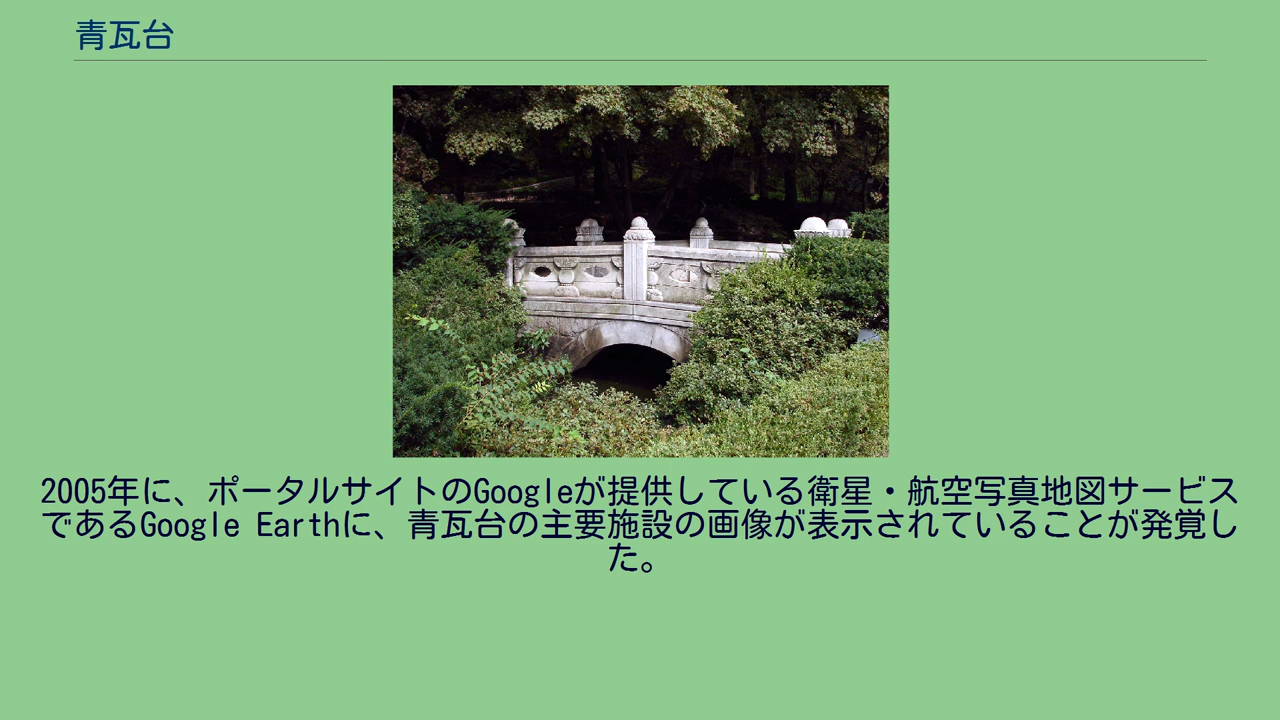 青瓦台
2005年に、ポータルサイトのGoogleが提供している衛星・航空写真地図サービス
であるGoogle Earthに、青瓦台の主要施設の画像が表示されていることが発覚し
た。